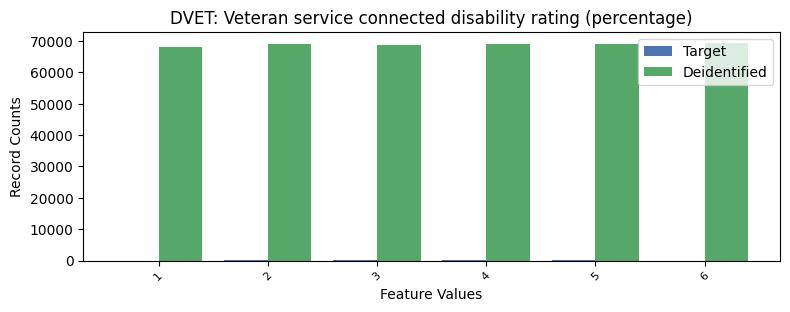 DVET: Veteran service connected disability rating (percentage)
Target
Deidentified
Record Counts
70000
60000
50000
40000
30000
20000
10000
0
1 2 3 4 5 6
Feature Values